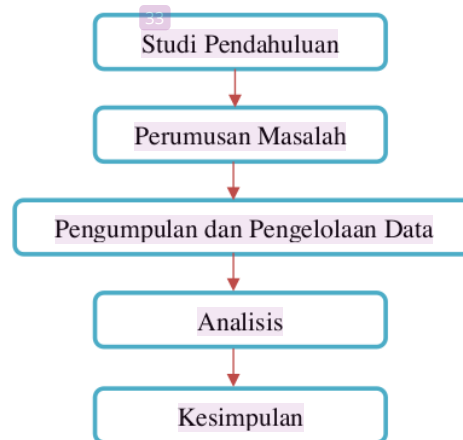 33
Studi Pendahuluan
Perumusan Masalah
Pengumpulan dan Pengelolaan Data
Analisis
Kesimpulan